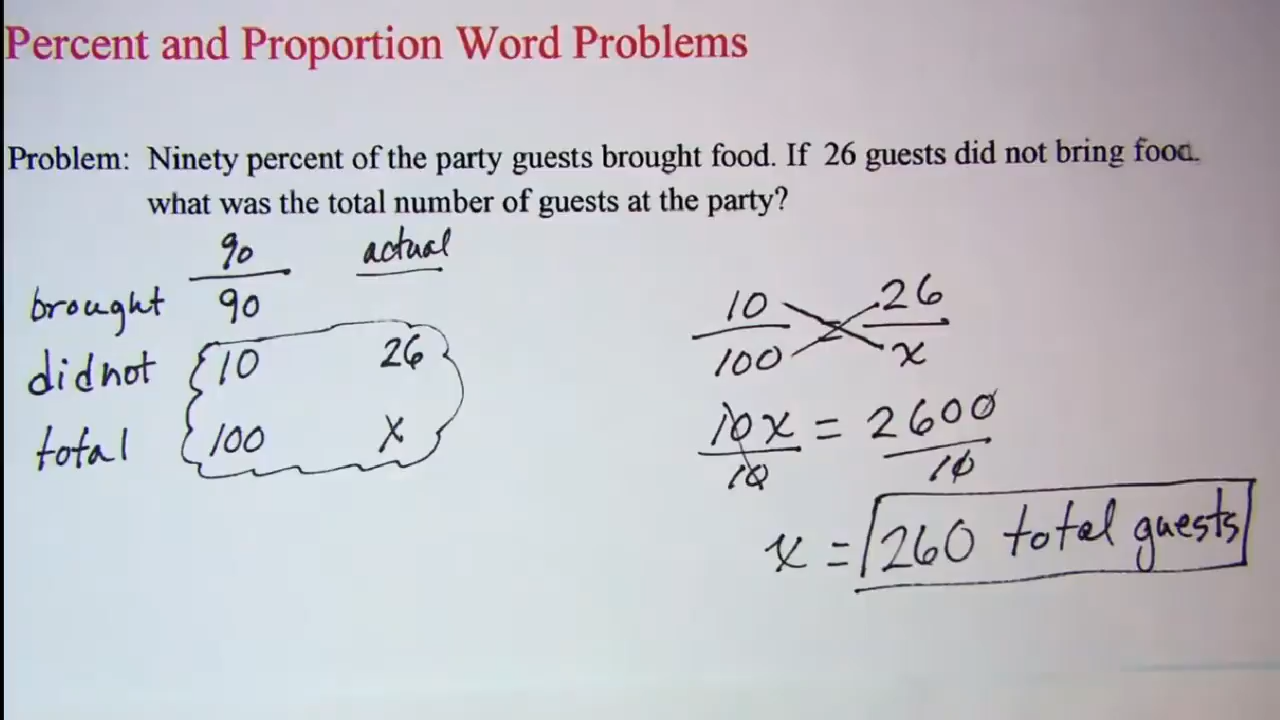 Percent and Proportion Word Problems
Problem: Ninety percent of the party guests brought food. If 26 guests did not bring food.
what was the total number of guests at the party?
90 actual
brought 90
did not 10 26
total 100 x
10 26
100 x
10x = 2600
10 10
x = 260 total guests